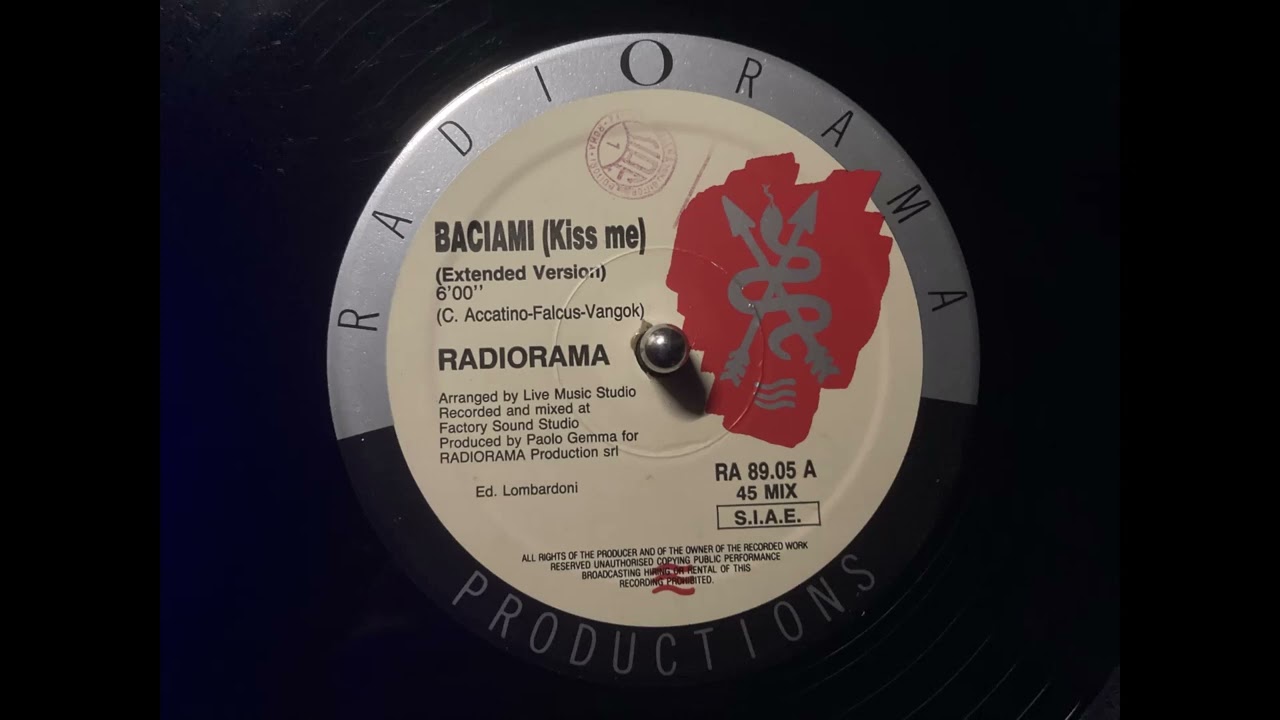 RADIORAMA
BACIAMI (Kiss me)
(Extended Version)
6'00''
(C. Accatino-Falcus-Vangok)
RADIORAMA
Arranged by Live Music Studio
Recorded and mixed at
Factory Sound Studio
Produced by Paolo Gemma for
RADIORAMA Production srl
Ed. Lombardoni
RA 89.05 A
45 MIX
S.I.A.E.
ALL RIGHTS OF THE PRODUCER AND OF THE OWNER OF THE RECORDED WORK
RESERVED UNAUTHORISED COPYING PUBLIC PERFORMANCE
BROADCASTING HIRING OR RENTAL OF THIS
RECORDING PROHIBITED.
PRODUCTIONS